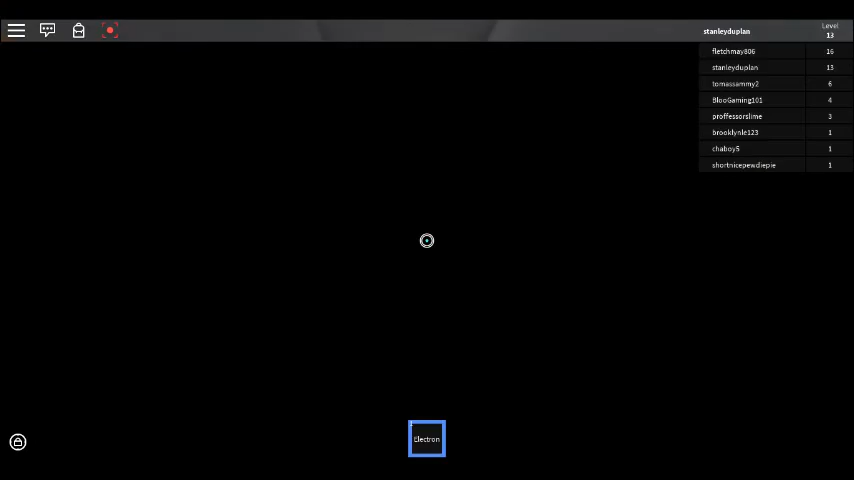 stanleyduplan Level 13
fletchmay806 16
stanleyduplan 13
tomassammy2 6
BlooGaming101 4
proffessorslime 3
brooklynle123 1
chaboy5 1
shortnicepewdiepie 1
Electron